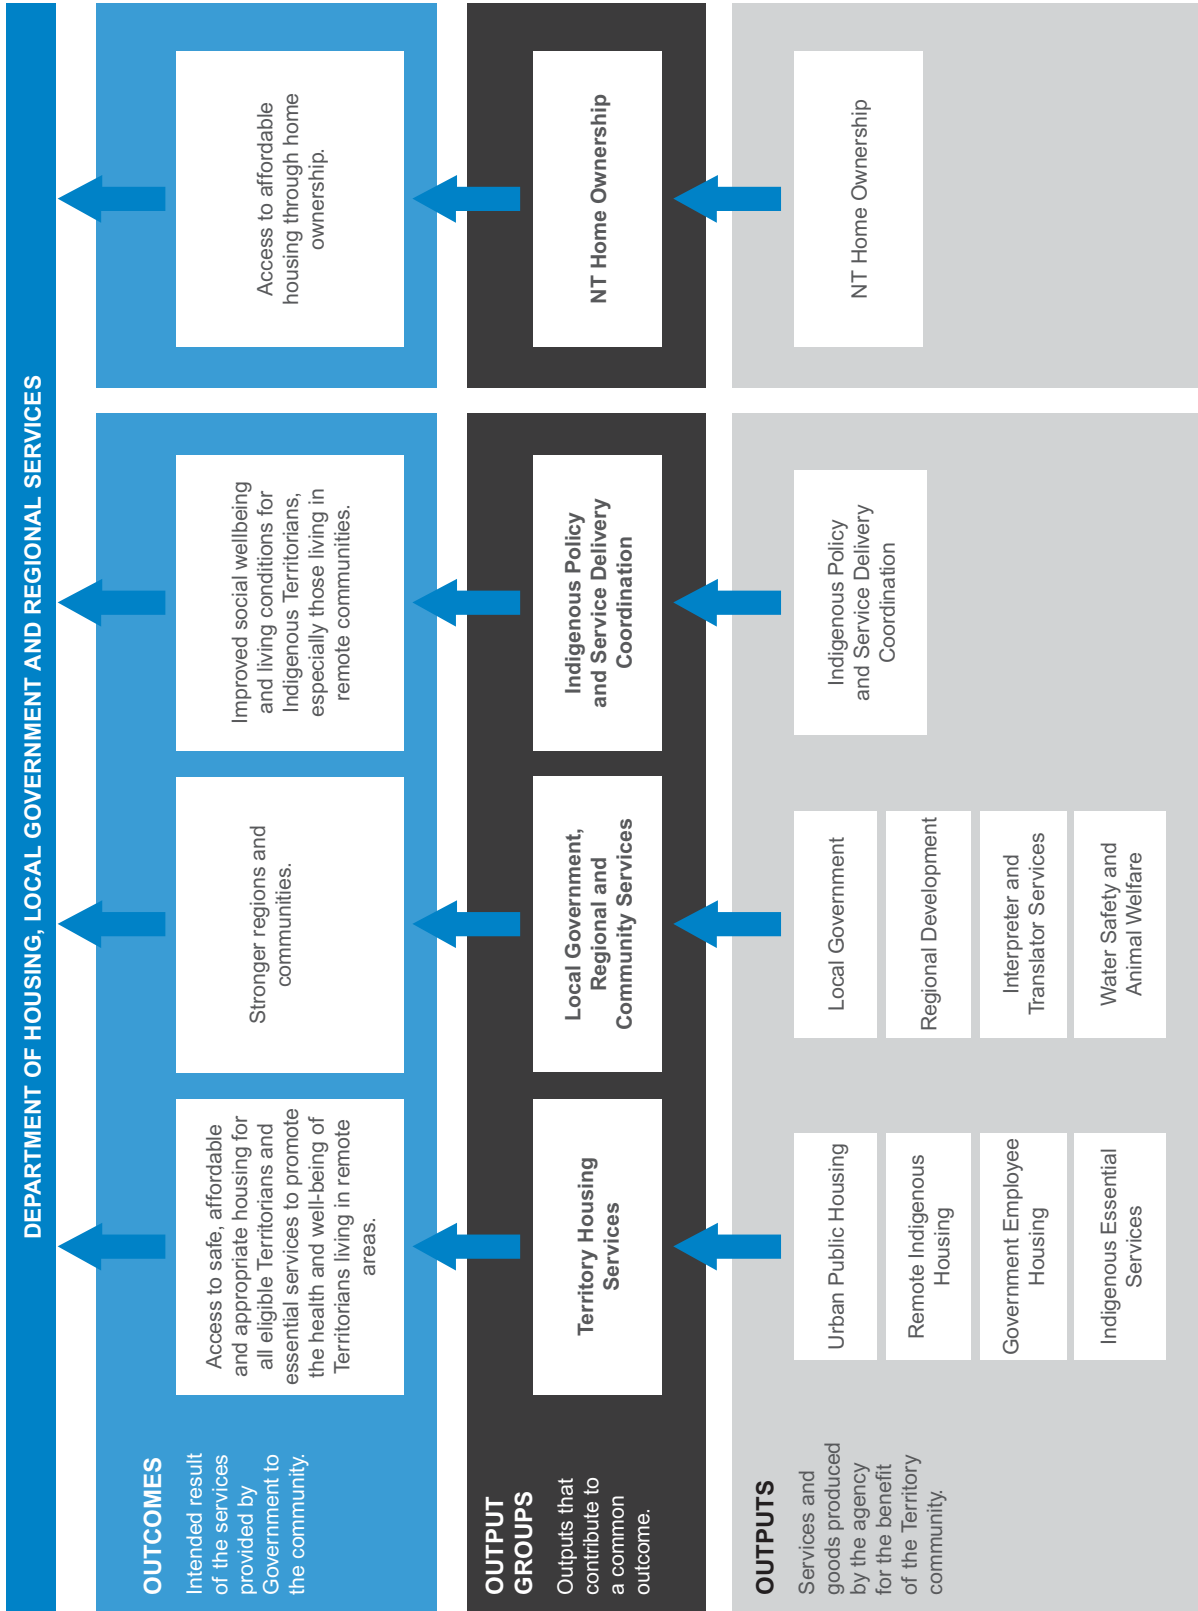 DEPARTMENT OF HOUSING, LOCAL GOVERNMENT AND REGIONAL SERVICES
OUTCOMES
Intended result
of the services
provided by
Government to
the community.
Access to safe, affordable
and appropriate housing for
all eligible Territorians and
essential services to promote
the health and well-being of
Territorians living in remote
areas.
Stronger regions and
communities.
Improved social wellbeing
and living conditions for
Indigenous Territorians,
especially those living in
remote communities.
Access to affordable
housing through home
ownership.
OUTPUT
GROUPS
Outputs that
contribute to
a common
outcome.
Territory Housing
Services
Local Government,
Regional and
Community Services
Indigenous Policy
and Service Delivery
Coordination
NT Home Ownership
OUTPUTS
Services and
goods produced
by the agency
for the benefit
of the Territory
community.
Urban Public Housing
Remote Indigenous
Housing
Government Employee
Housing
Indigenous Essential
Services
Local Government
Regional Development
Interpreter and
Translator Services
Water Safety and
Animal Welfare
Indigenous Policy
and Service Delivery
Coordination
NT Home Ownership